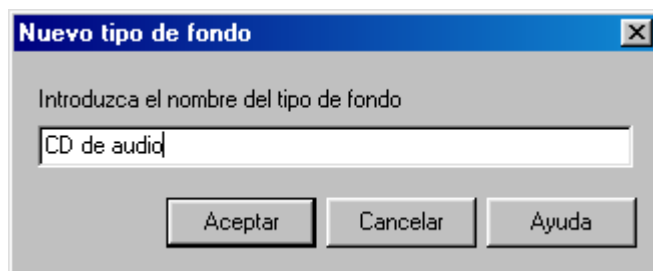 Nuevo tipo de fondo
Introduzca el nombre del tipo de fondo
CD de audio
Aceptar Cancelar Ayuda